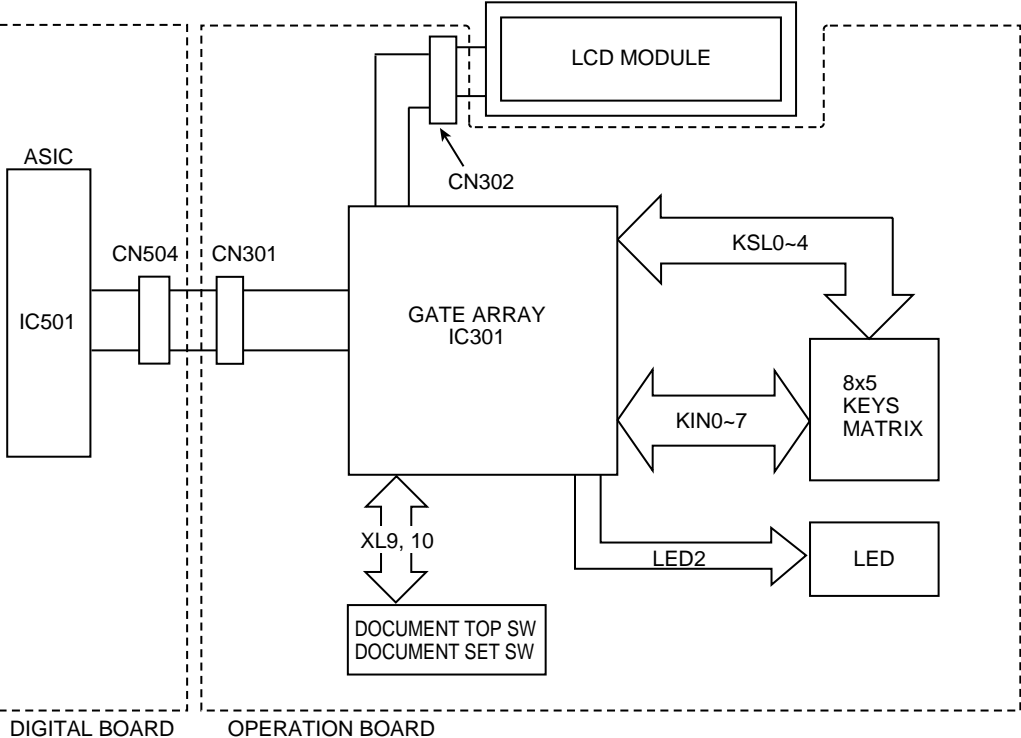 LCD MODULE
CN302
ASIC
IC501
CN504
CN301
GATE ARRAY
IC301
KSL0~4
KIN0~7
8x5
KEYS
MATRIX
XL9, 10
LED2
LED
DOCUMENT TOP SW
DOCUMENT SET SW
DIGITAL BOARD
OPERATION BOARD